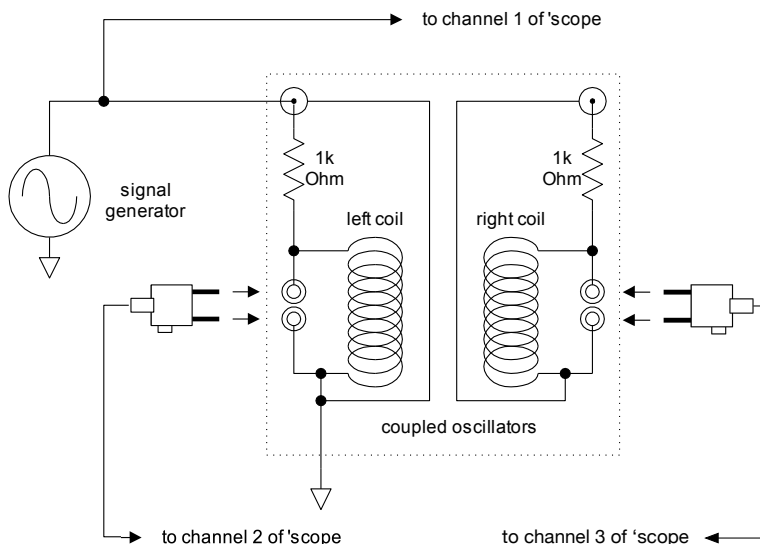 to channel 1 of 'scope
1k
Ohm
1k
Ohm
signal
generator
left coil
right coil
coupled oscillators
to channel 2 of 'scope
to channel 3 of ‘scope